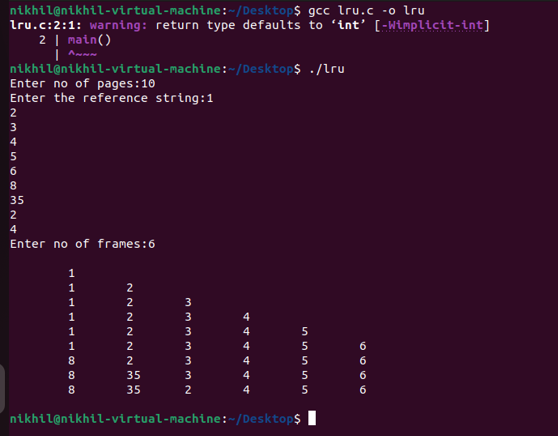 nikhil@nikhil-virtual-machine:~/Desktop$ gcc lru.c -o lru
lru.c:2:1: warning: return type defaults to ‘int’ [-Wimplicit-int]
    2 | main()
      | ^~~~
nikhil@nikhil-virtual-machine:~/Desktop$ ./lru
Enter no of pages:10
Enter the reference string:1
2
3
4
5
6
8
35
2
4
Enter no of frames:6
1
1 2
1 2 3
1 2 3 4
1 2 3 4 5
1 2 3 4 5 6
8 2 3 4 5 6
8 35 3 4 5 6
8 35 2 4 5 6
nikhil@nikhil-virtual-machine:~/Desktop$